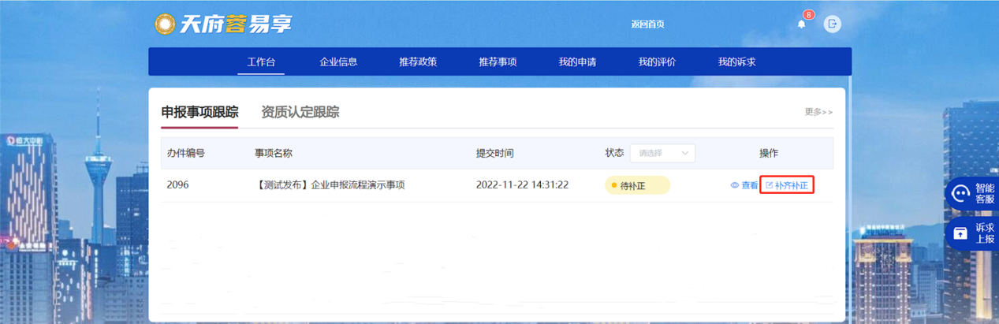 天府蓉易享
返回首页
8
工作台 企业信息 推荐政策 推荐事项 我的申请 我的评价 我的诉求
申报事项跟踪 资质认定跟踪 更多>>
办件编号 事项名称 提交时间 状态 请选择 操作
2096 【测试发布】企业申报流程演示事项 2022-11-22 14:31:22 待补正 查看 补齐补正
智能
客服
诉求
上报
恒大中心